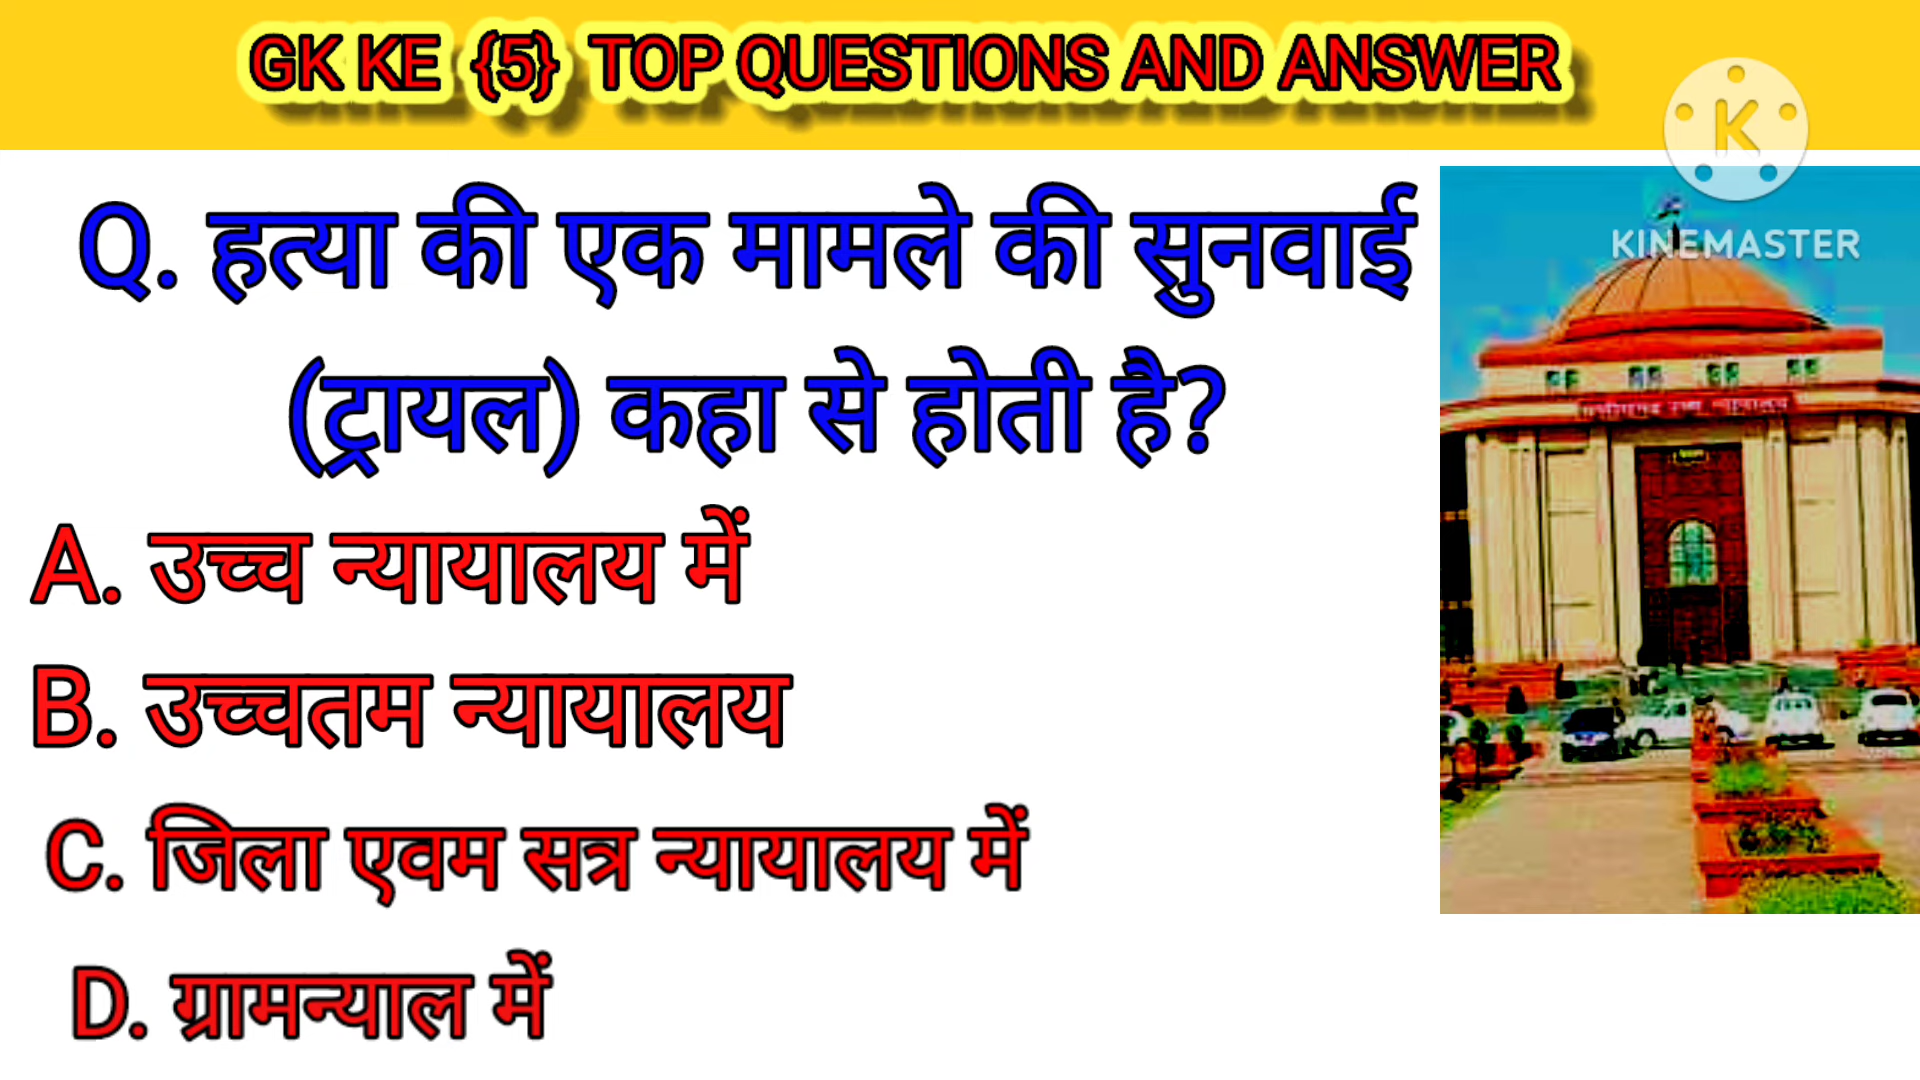 GK KE {5} TOP QUESTIONS AND ANSWER
K
KINEMASTER
Q. हत्या की एक मामले की सुनवाई
(ट्रायल) कहा से होती है?
A. उच्च न्यायालय में
B. उच्चतम न्यायालय
C. जिला एवम सत्र न्यायालय में
D. ग्रामन्याल में